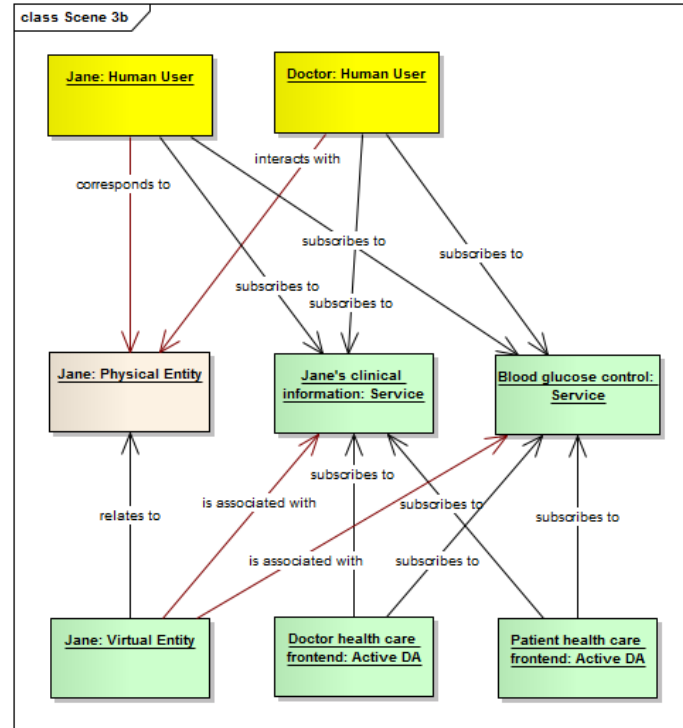 class Scene 3b
Jane: Human User
Doctor: Human User
corresponds to
interacts with
subscribes to
subscribes to
subscribes to
subscribes to
Jane: Physical Entity
Jane's clinical
information: Service
Blood glucose control:
Service
subscribes to
is associated with
subscribes to
relates to
subscribes to
is associated with
subscribes to
Jane: Virtual Entity
Doctor health care
frontend: Active DA
Patient health care
frontend: Active DA